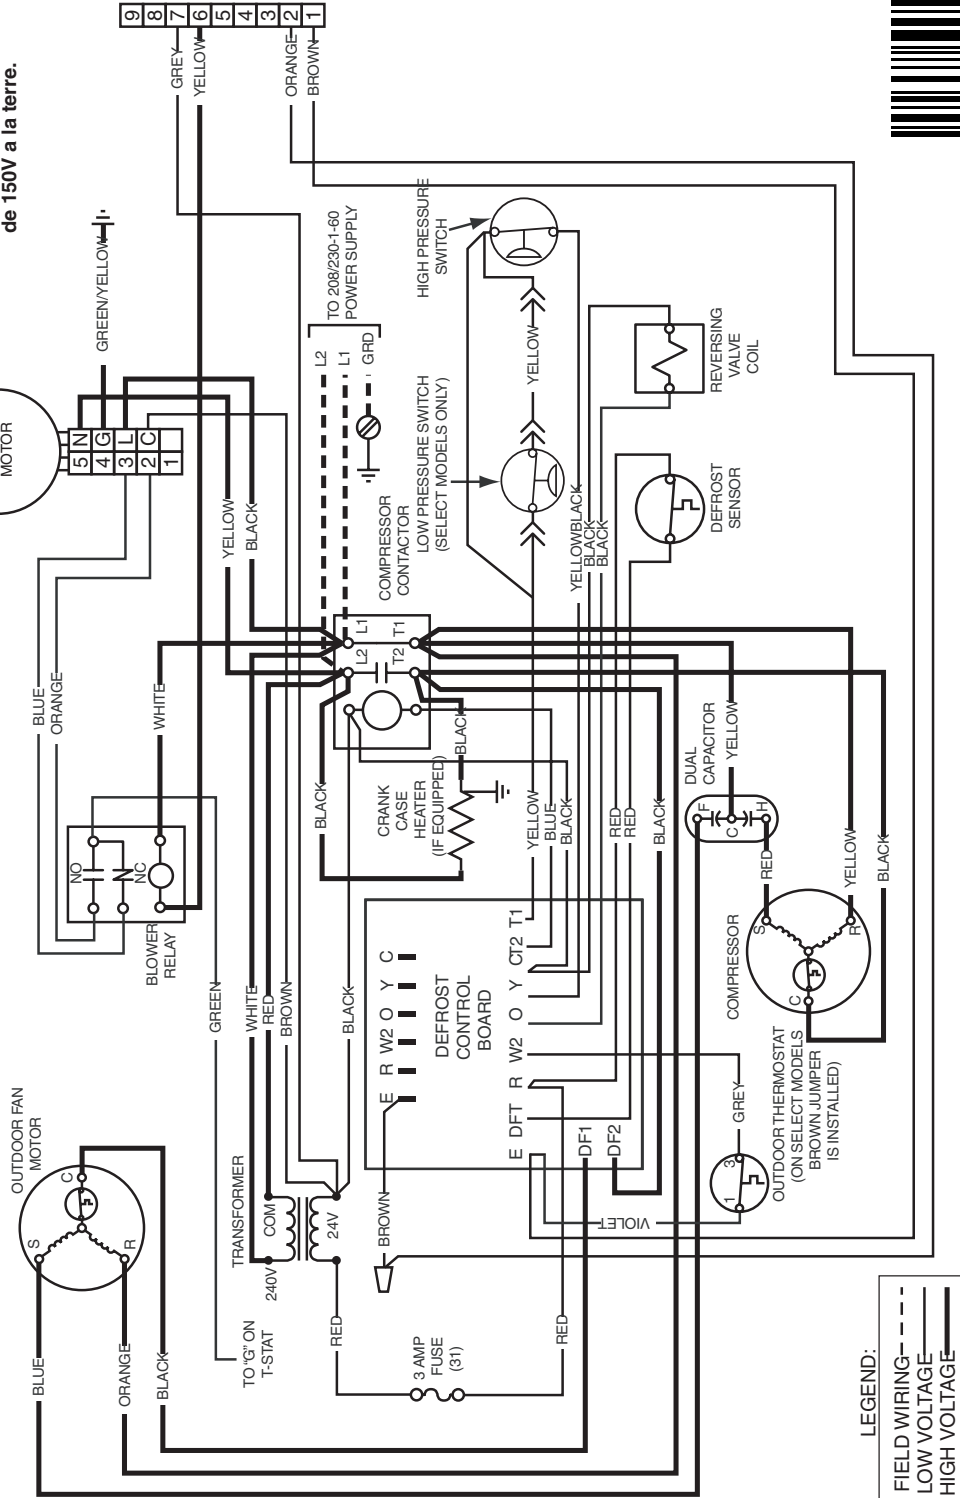 de 150V a la terre.
9
8
7
6
5
4
3
2
1
GREY
YELLOW
ORANGE
BROWN
MOTOR
5 N
4 G
3 L
2 C
1
GREEN/YELLOW
BLUE
ORANGE
WHITE
YELLOW
BLACK
TO 208/230-1-60
POWER SUPPLY
L2
L1
GRD
HIGH PRESSURE
SWITCH
LOW PRESSURE SWITCH
(SELECT MODELS ONLY)
YELLOW
COMPRESSOR
CONTACTOR
L1
L2
T1
T2
YELLOW
BLACK
BLACK
BLACK
REVERSING
VALVE
COIL
DEFROST
SENSOR
NO
NC
BLOWER
RELAY
BLACK
CRANK
CASE
HEATER
(IF EQUIPPED)
BLACK
YELLOW
BLUE
BLACK
RED
RED
BLACK
DUAL
CAPACITOR
F
C
H
YELLOW
RED
YELLOW
BLACK
COMPRESSOR
S
R
C
GREEN
WHITE
RED
BROWN
BLACK
DEFROST
CONTROL
BOARD
E R W2 O Y C
E DFT R W2 O Y CT2 T1
DF1
DF2
OUTDOOR FAN
MOTOR
S
R
C
TRANSFORMER
COM
240V
24V
BROWN
VIOLET
GREY
1
3
OUTDOOR THERMOSTAT
(ON SELECT MODELS
BROWN JUMPER
IS INSTALLED)
BLUE
ORANGE
BLACK
TO "G" ON
T-STAT
RED
3 AMP
FUSE
(31)
RED
LEGEND:
FIELD WIRING
LOW VOLTAGE
HIGH VOLTAGE